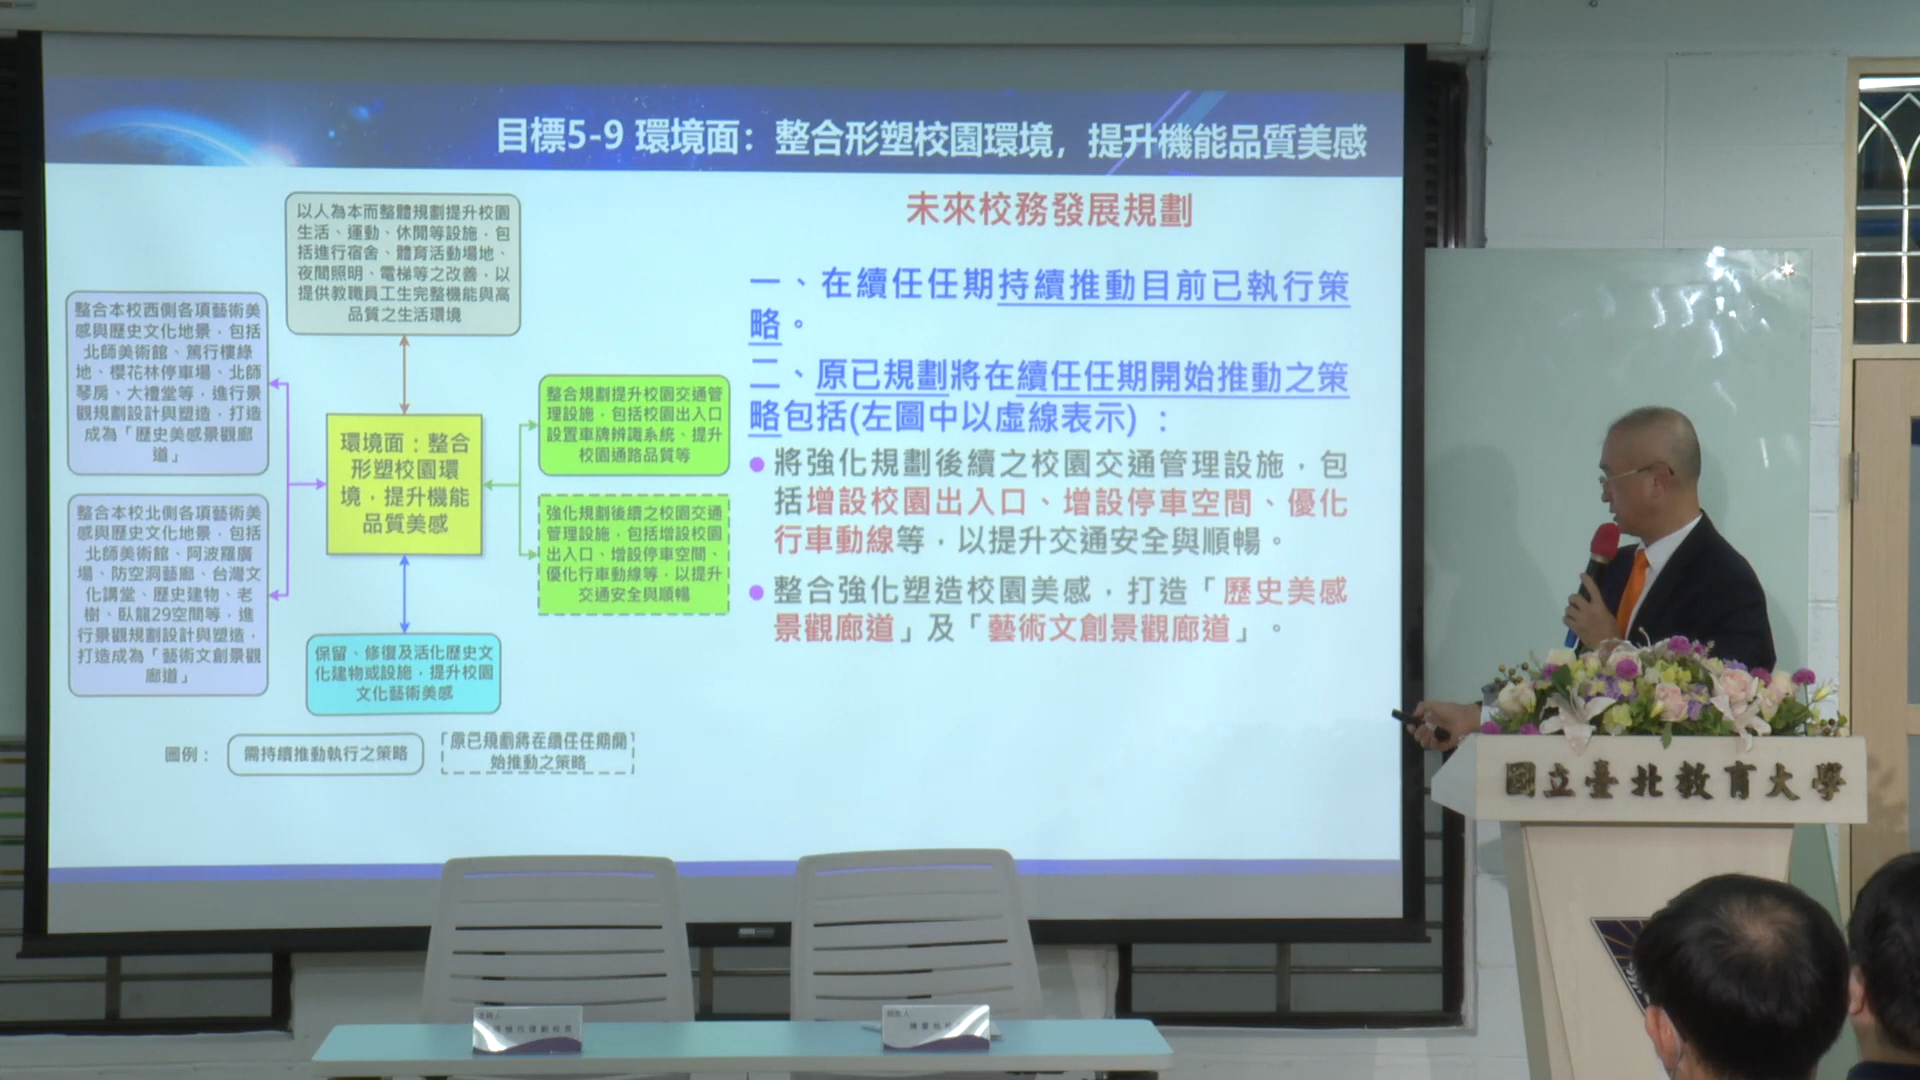 目標5-9 環境面：整合形塑校園環境，提升機能品質美感
以人為本而整體規劃提升校園
生活、運動、休閒等設施，包
括進行宿舍、體育活動場地、
夜間照明、電梯等之改善，以
提供教職員工生完整機能與高
品質之生活環境
整合本校西側各項藝術美
感與歷史文化地景，包括
北師美術館、篤行樓綠
地、櫻花林停車場、北師
琴房、大禮堂等，進行景
觀規劃設計與塑造，打造
成為「歷史美感景觀廊
道」
整合本校北側各項藝術美
感與歷史文化地景，包括
北師美術館、阿波羅廣
場、防空洞藝廊、台灣文
化講堂、歷史建物、老
樹、臥龍29空間等，進
行景觀規劃設計與塑造，
打造成為「藝術文創景觀
廊道」
環境面：整合
形塑校園環
境，提升機能
品質美感
整合規劃提升校園交通管
理設施，包括校園出入口
設置車牌辨識系統、提升
校園通路品質等
強化規劃後續之校園交通
管理設施，包括增設校園
出入口、增設停車空間、
優化行車動線等，以提升
交通安全與順暢
保留、修復及活化歷史文
化建物或設施，提升校園
文化藝術美感
圖例：
需持續推動執行之策略
原已規劃將在續任任期開
始推動之策略
未來校務發展規劃
一、在續任任期持續推動目前已執行策
略。
二、原已規劃將在續任任期開始推動之策
略包括(左圖中以虛線表示)：
●將強化規劃後續之校園交通管理設施，包
括增設校園出入口、增設停車空間、優化
行車動線等，以提升交通安全與順暢。
●整合強化塑造校園美感，打造「歷史美感
景觀廊道」及「藝術文創景觀廊道」。
國立臺北教育大學